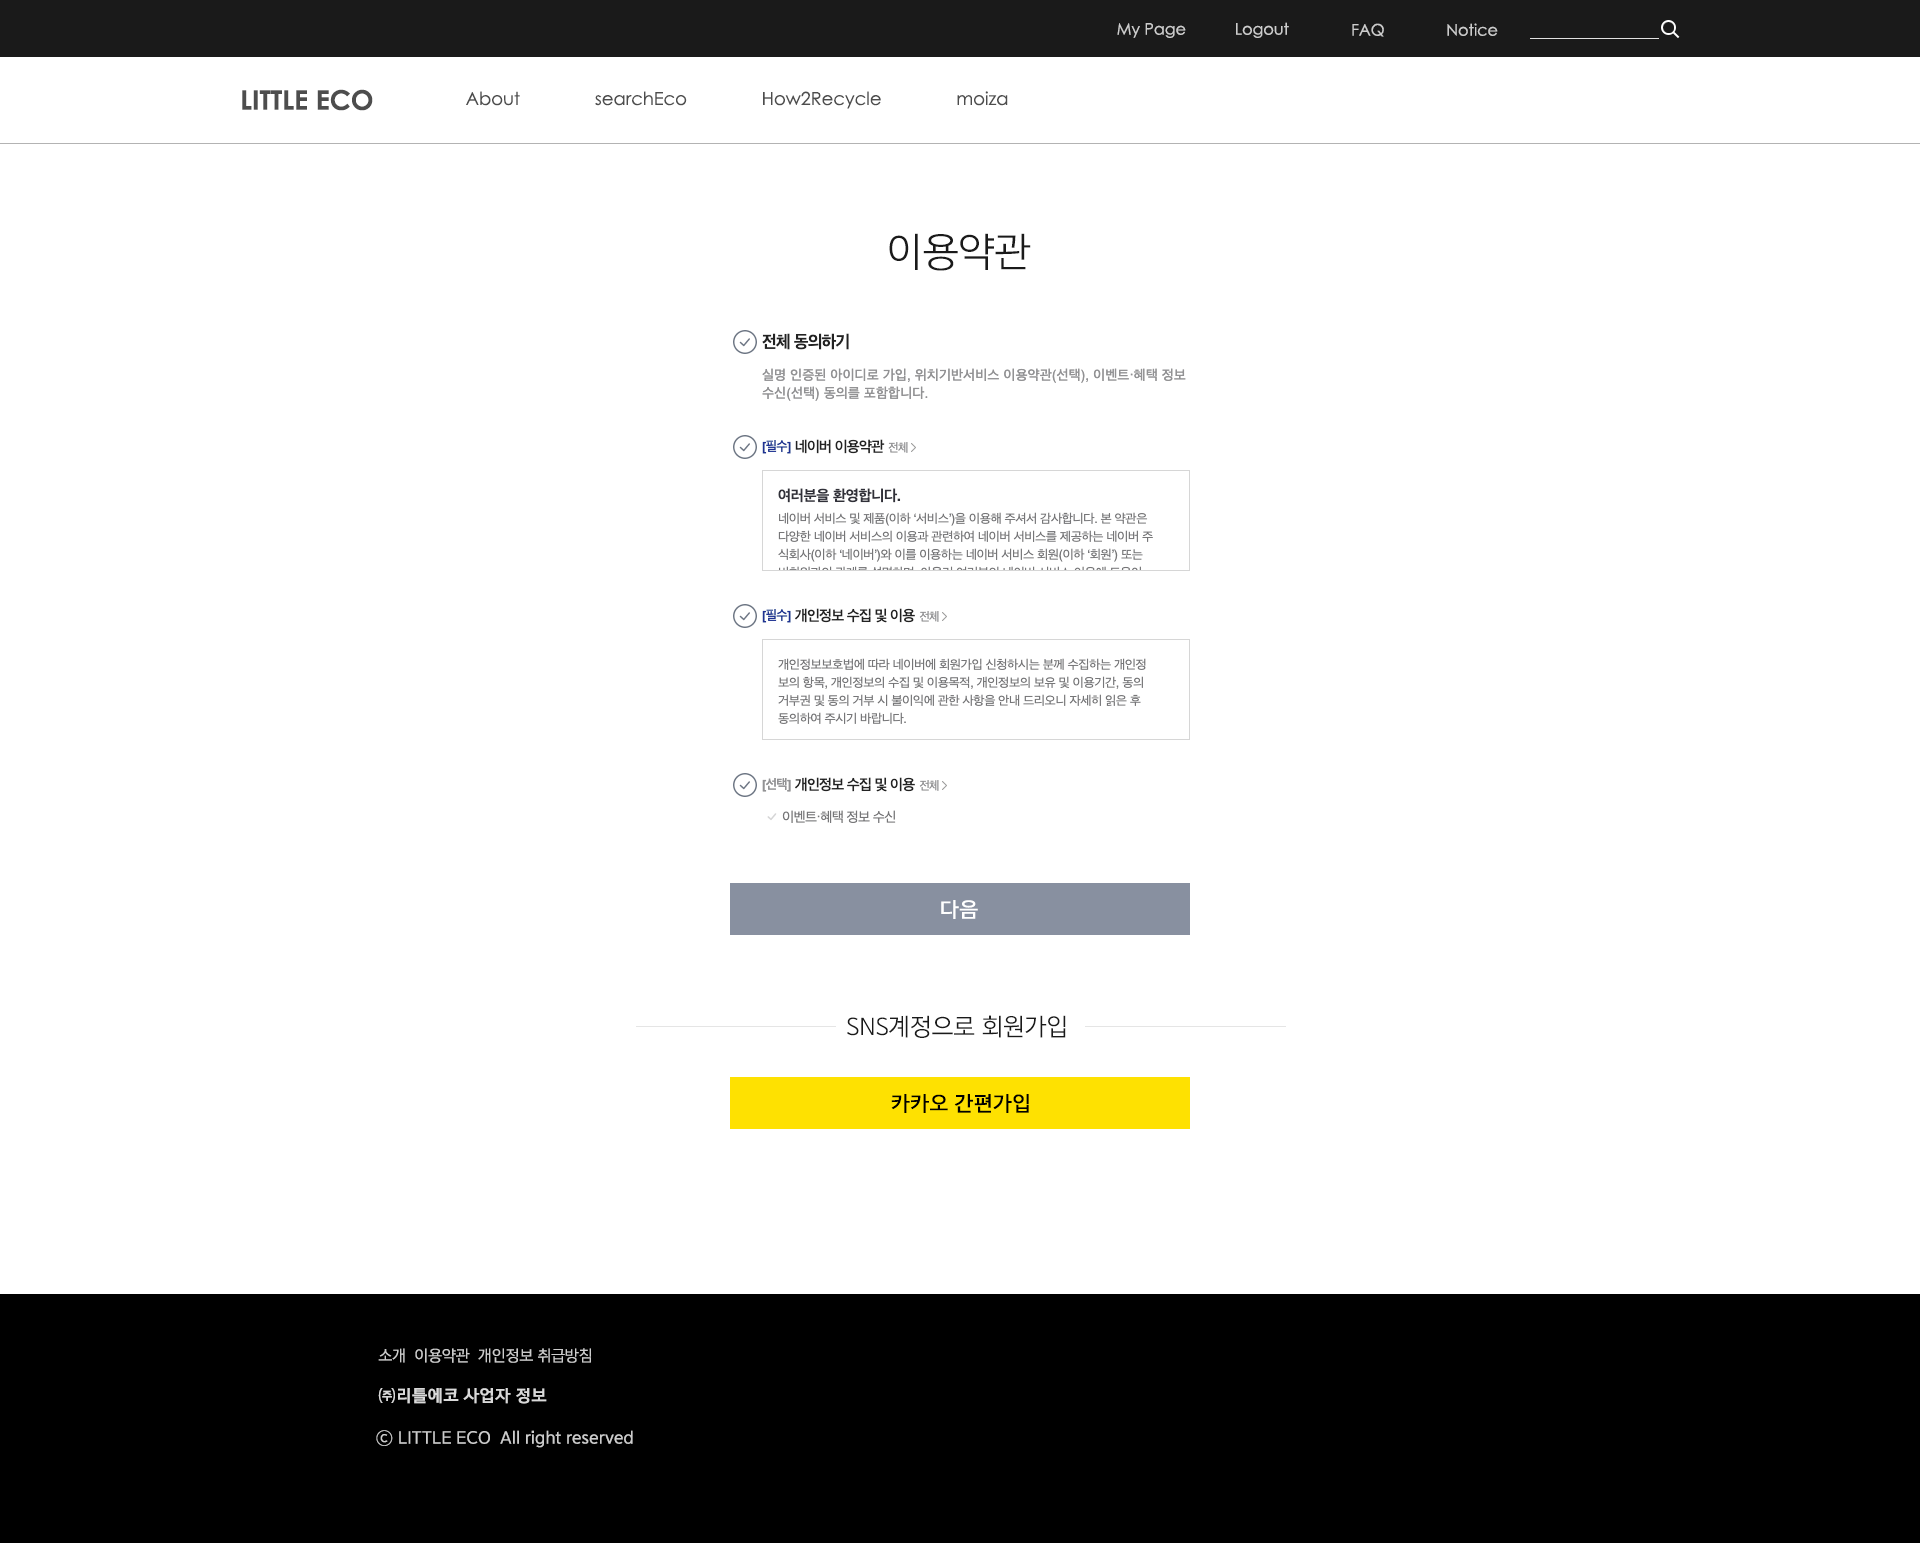 My Page Logout FAQ Notice
LITTLE ECO About searchEco How2Recycle moiza
이용약관
전체 동의하기
실명 인증된 아이디로 가입, 위치기반서비스 이용약관(선택), 이벤트·혜택 정보
수신(선택) 동의를 포함합니다.
[필수] 네이버 이용약관 전체 >
여러분을 환영합니다.
네이버 서비스 및 제품(이하 ‘서비스’)을 이용해 주셔서 감사합니다. 본 약관은
다양한 네이버 서비스의 이용과 관련하여 네이버 서비스를 제공하는 네이버 주
식회사(이하 ‘네이버’)와 이를 이용하는 네이버 서비스 회원(이하 ‘회원’) 또는
[필수] 개인정보 수집 및 이용 전체 >
개인정보보호법에 따라 네이버에 회원가입 신청하시는 분께 수집하는 개인정
보의 항목, 개인정보의 수집 및 이용목적, 개인정보의 보유 및 이용기간, 동의
거부권 및 동의 거부 시 불이익에 관한 사항을 안내 드리오니 자세히 읽은 후
동의하여 주시기 바랍니다.
[선택] 개인정보 수집 및 이용 전체 >
이벤트·혜택 정보 수신
다음
SNS계정으로 회원가입
카카오 간편가입
소개 이용약관 개인정보 취급방침
㈜리틀에코 사업자 정보
ⓒ LITTLE ECO All right reserved